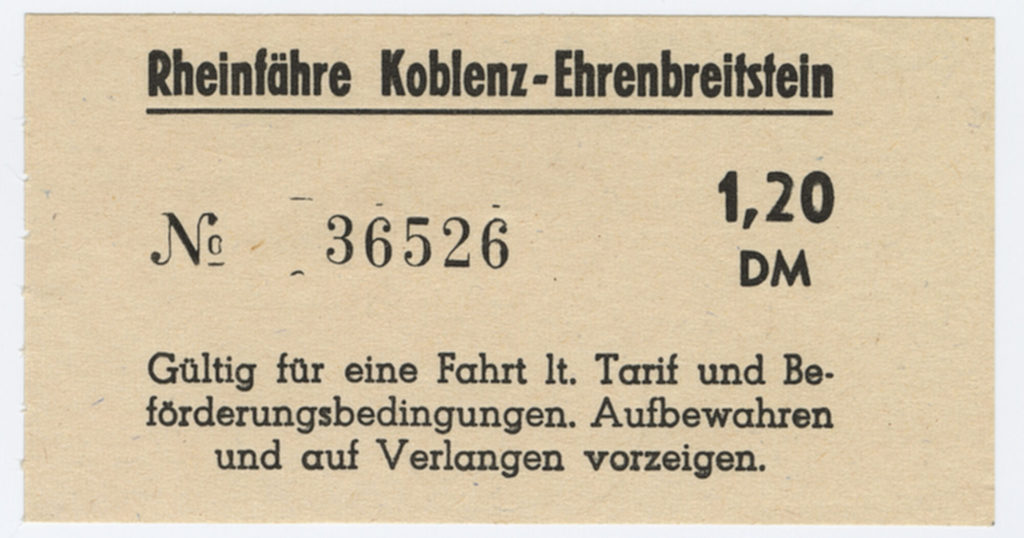 Rheinfähre Koblenz-Ehrenbreitstein
1,20
№ 36526
DM
Gültig für eine Fahrt lt. Tarif und Be-
förderungsbedingungen. Aufbewahren
und auf Verlangen vorzeigen.